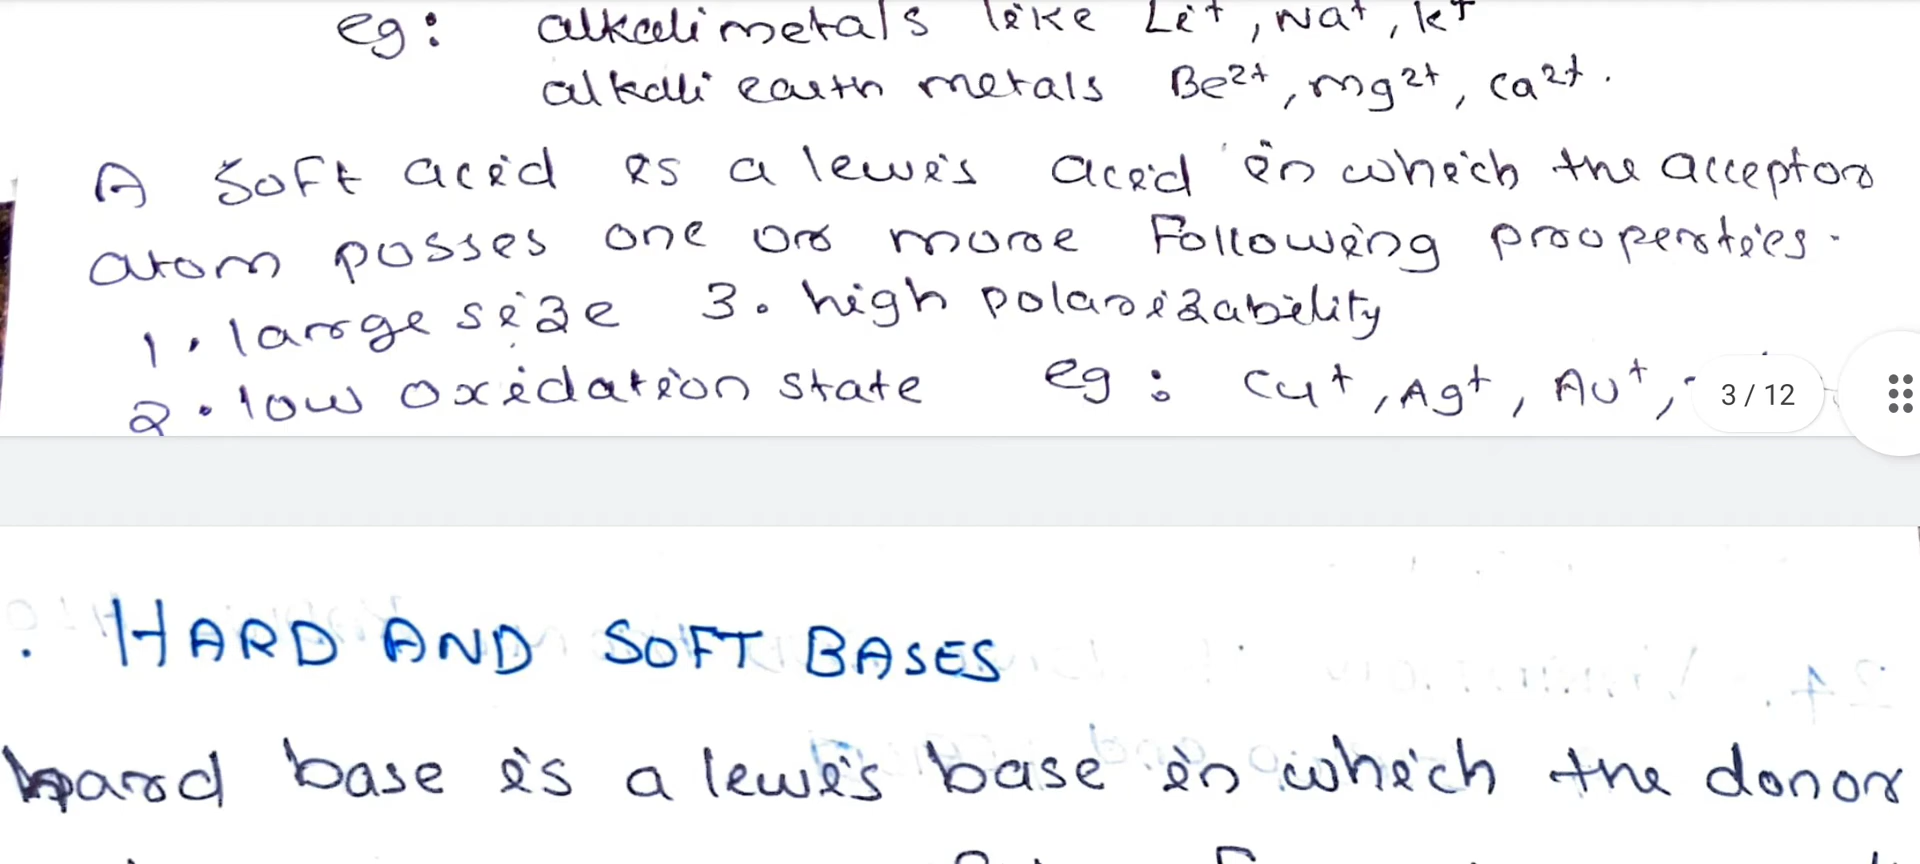 eg: alkali metals like Li⁺, Na⁺, K⁺
alkali earth metals Be²⁺, Mg²⁺, Ca²⁺.
A soft acid is a lewis acid in which the acceptor
atom posses one or more Following properties.
1. large size 3. high polarizability
2. low oxidation state eg: Cu⁺, Ag⁺, Au⁺,
3 / 12
. HARD AND SOFT BASES
hard base is a lewis base in which the donor